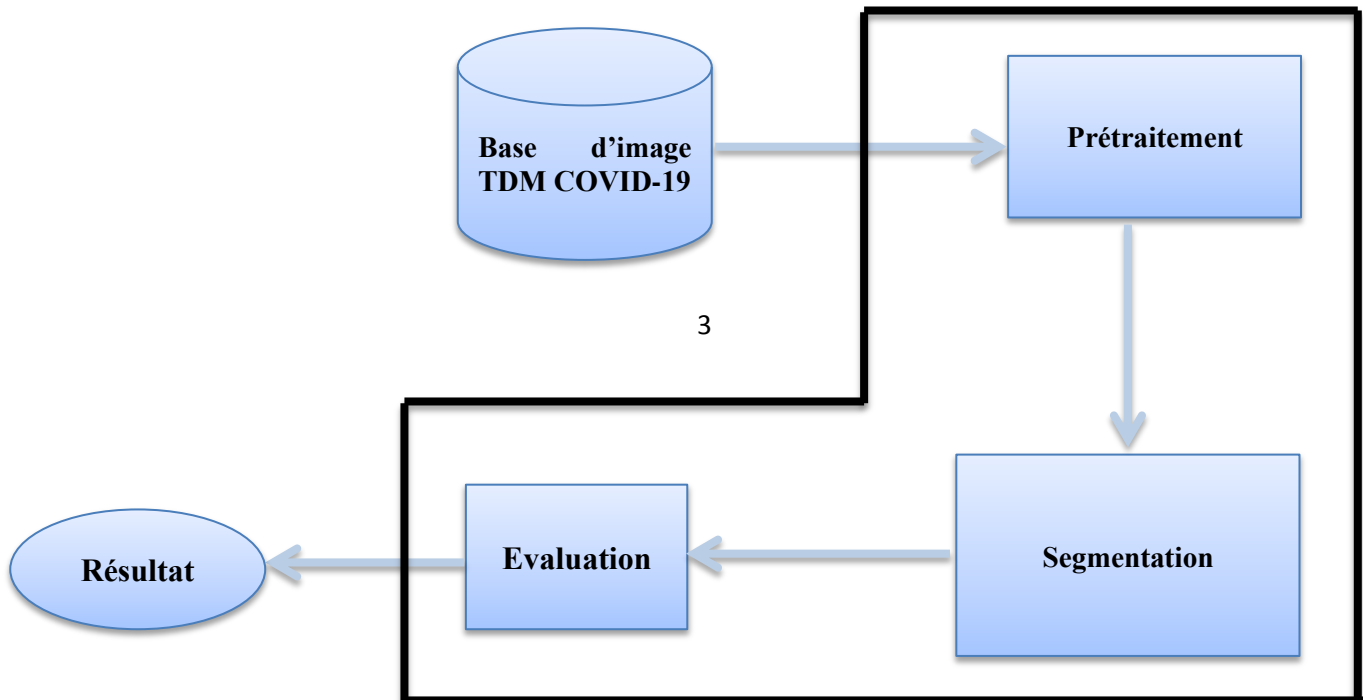 Base d’image
TDM COVID-19
Prétraitement
3
Segmentation
Evaluation
Résultat